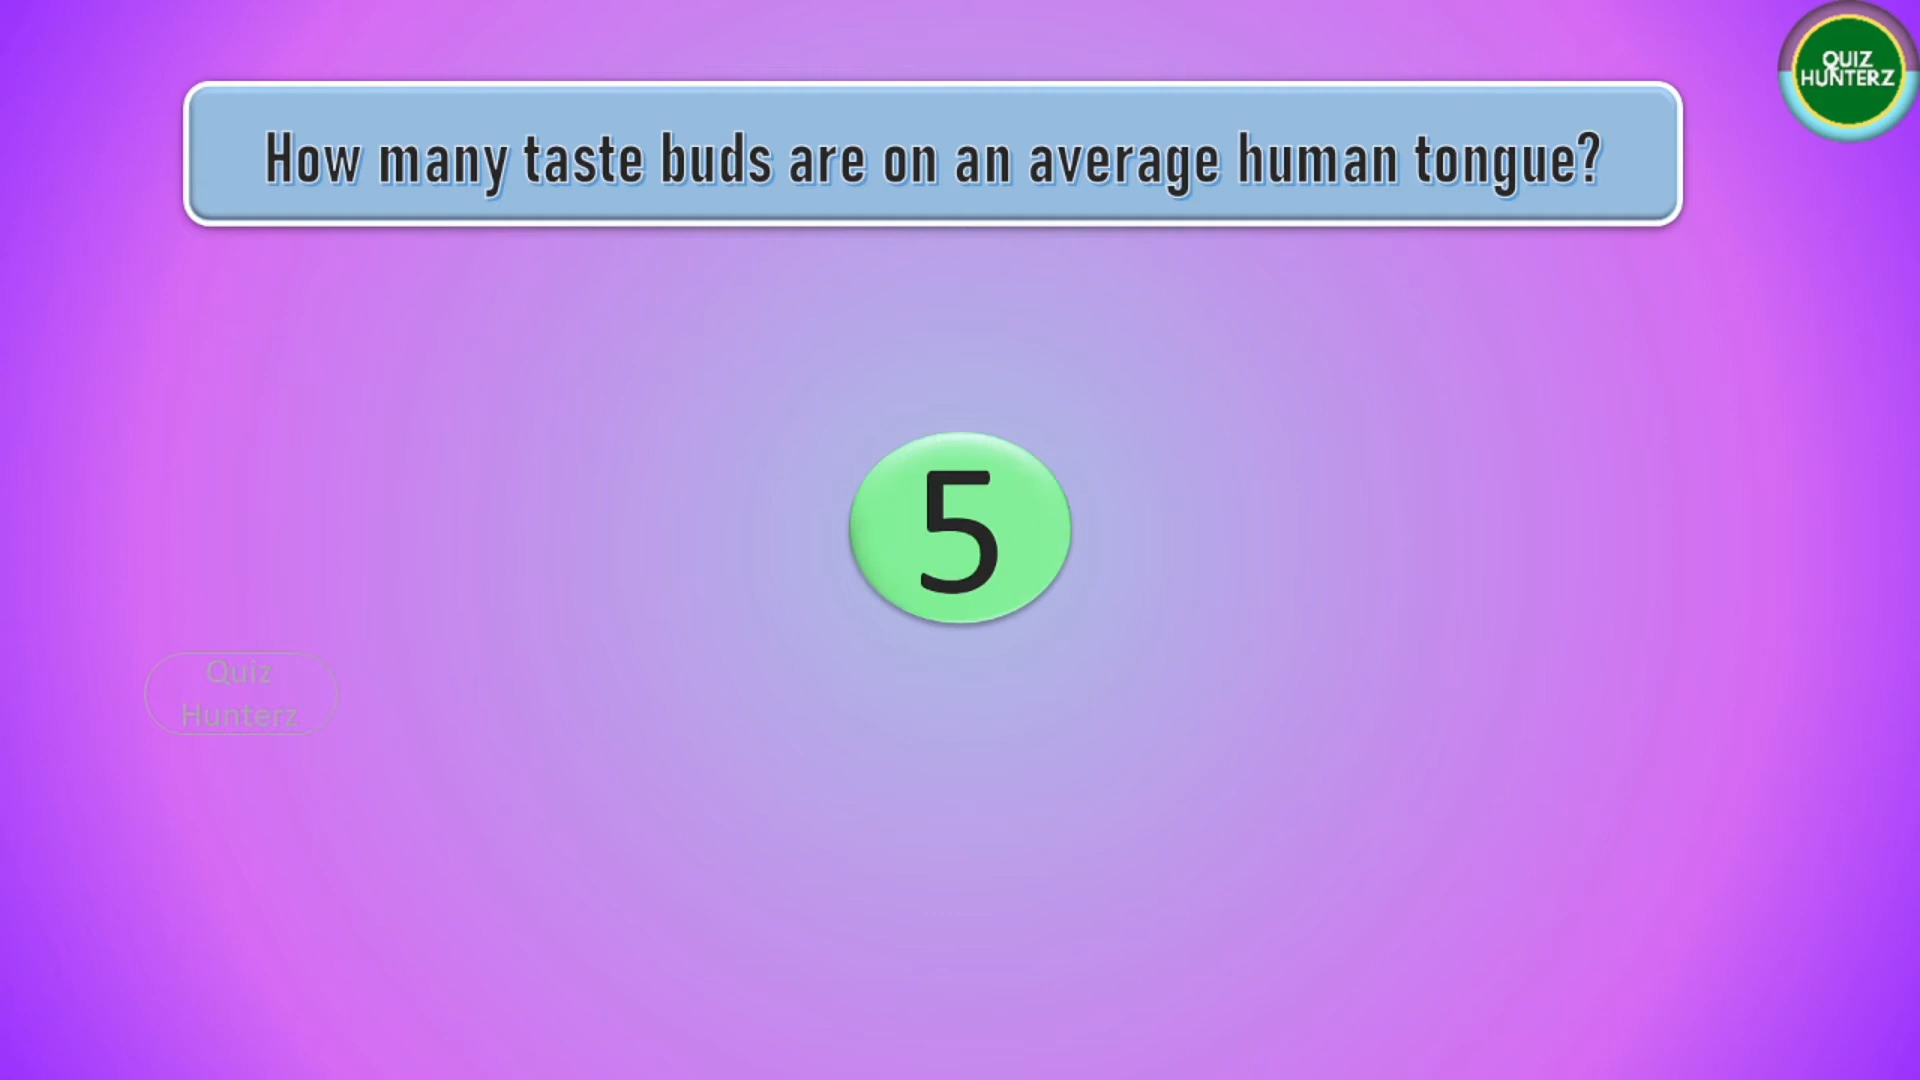 QUIZ
HUNTERZ
How many taste buds are on an average human tongue?
5
Quiz
Hunterz